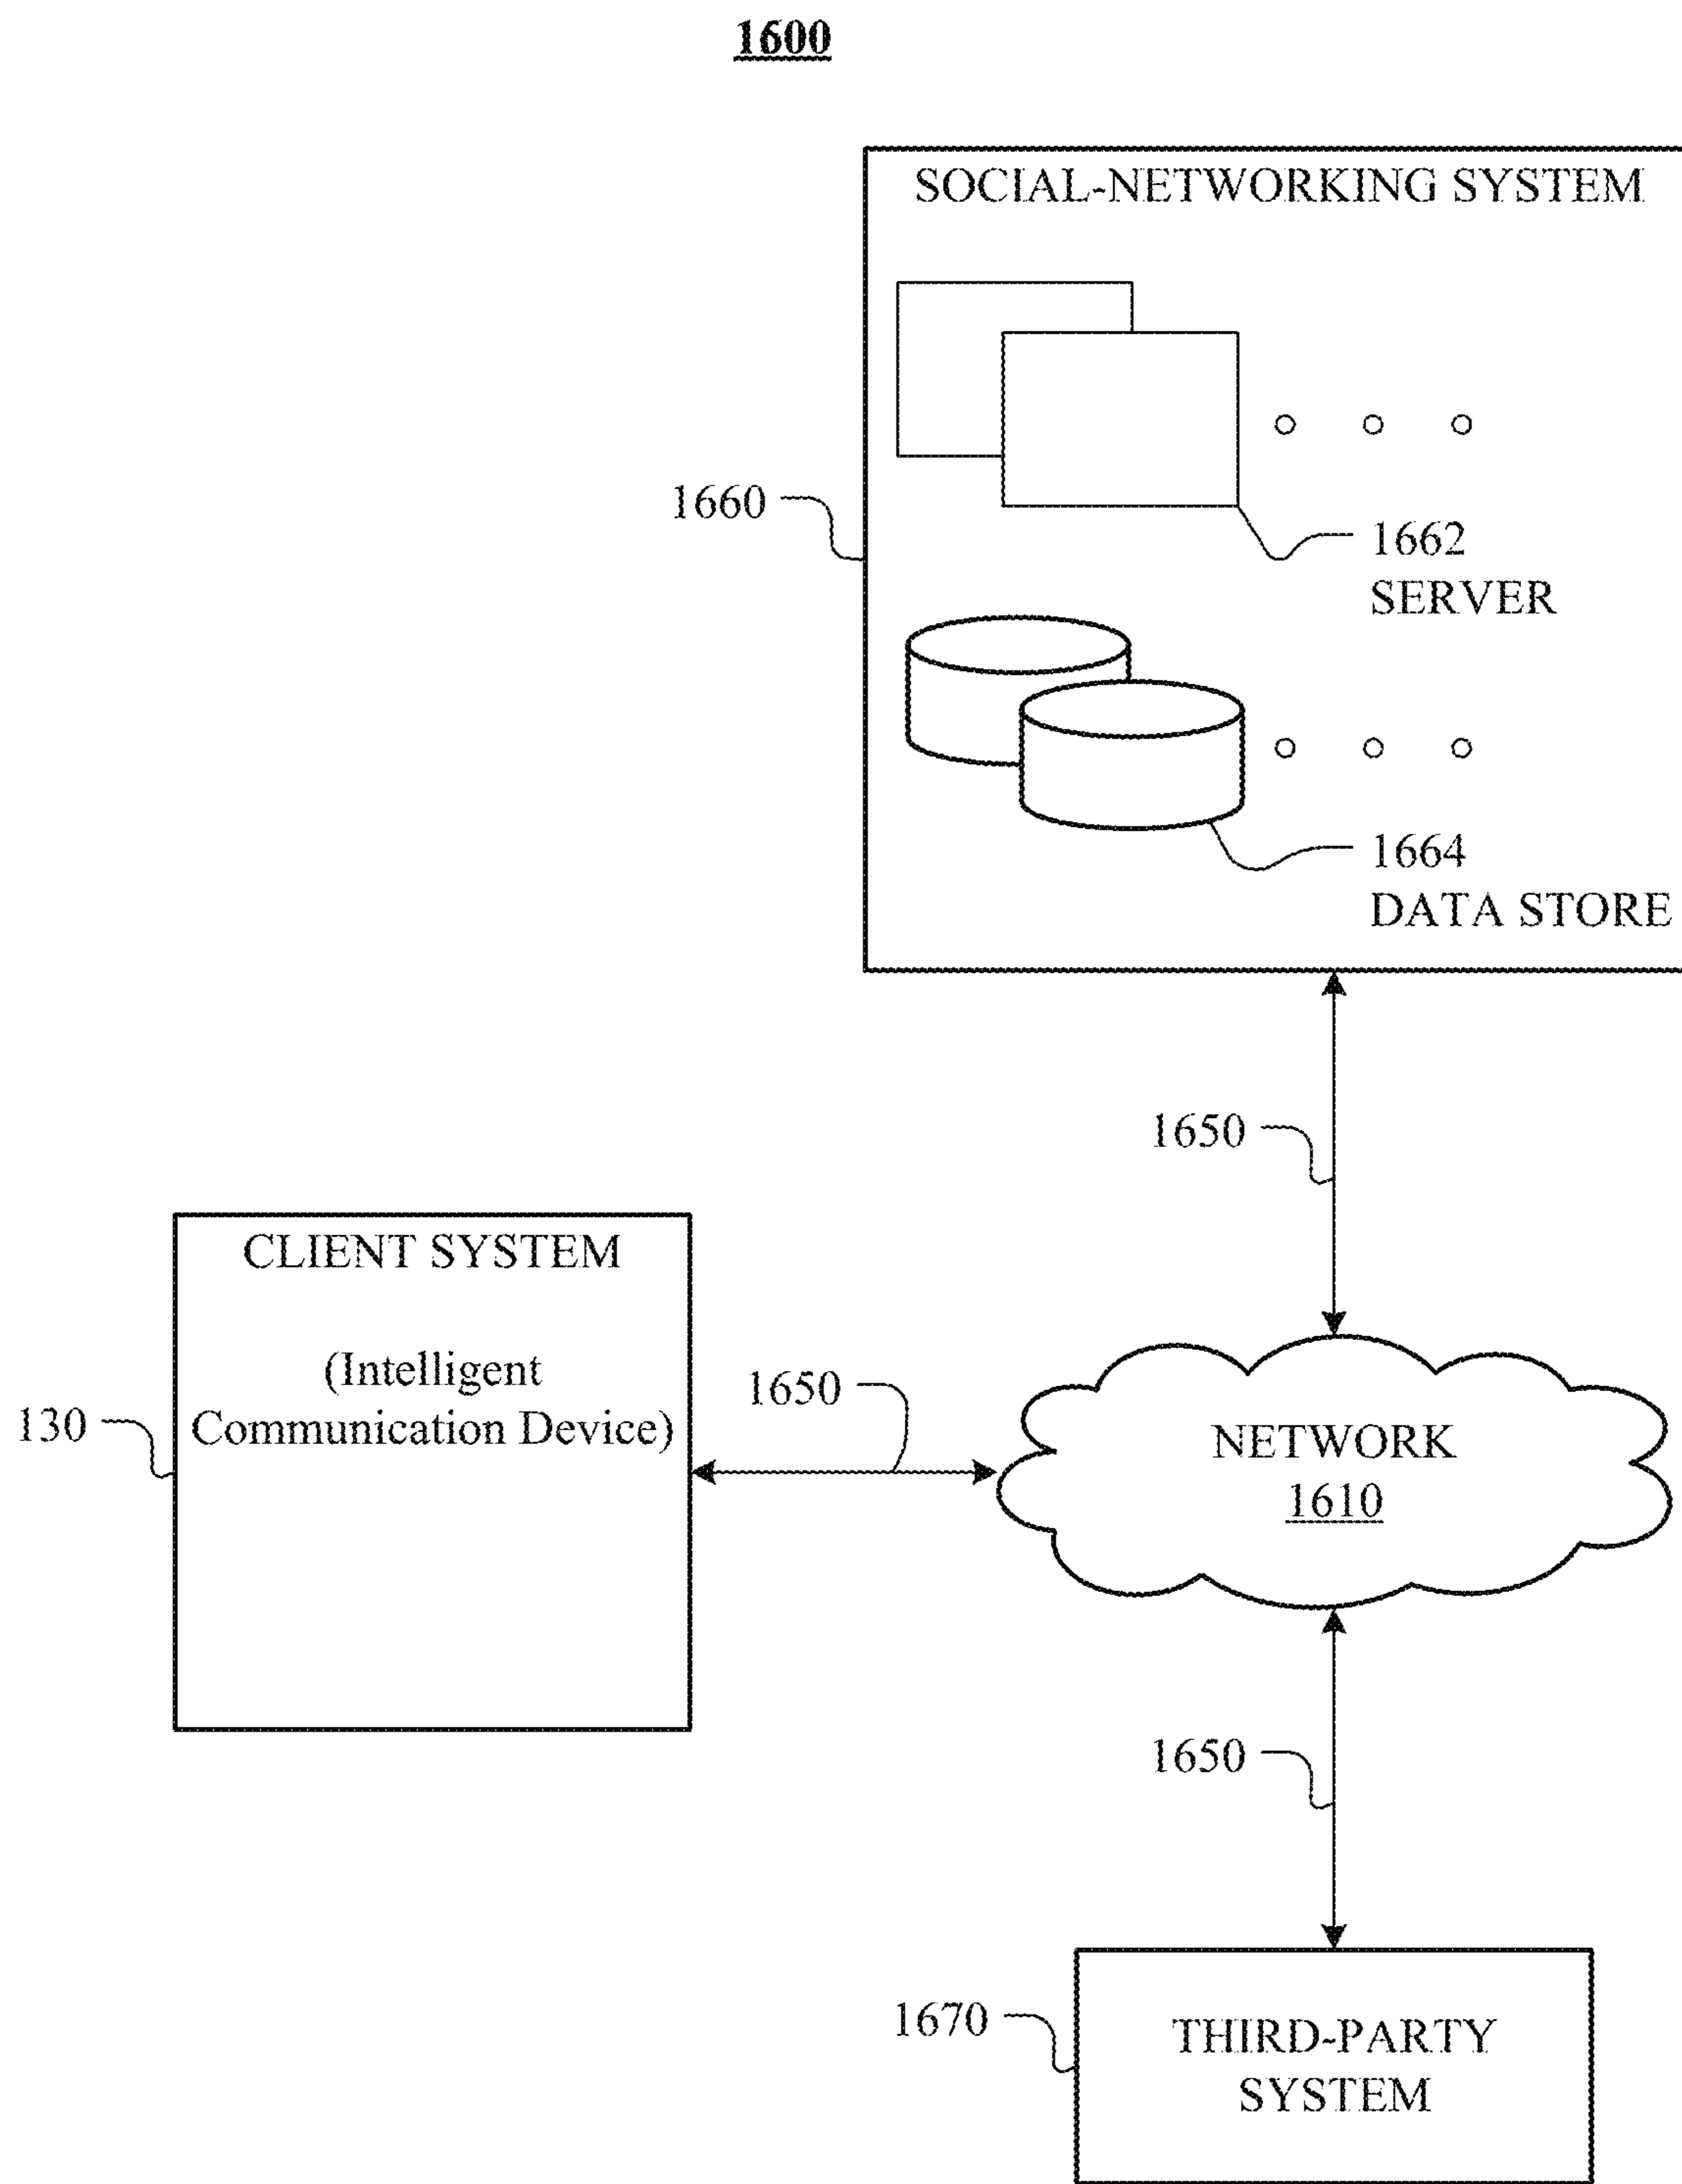 1600
SOCIAL-NETWORKING SYSTEM
1660
1662
SERVER
1664
DATA STORE
1650
CLIENT SYSTEM
(Intelligent
Communication Device)
130
1650
NETWORK
1610
1650
1670
THIRD-PARTY
SYSTEM